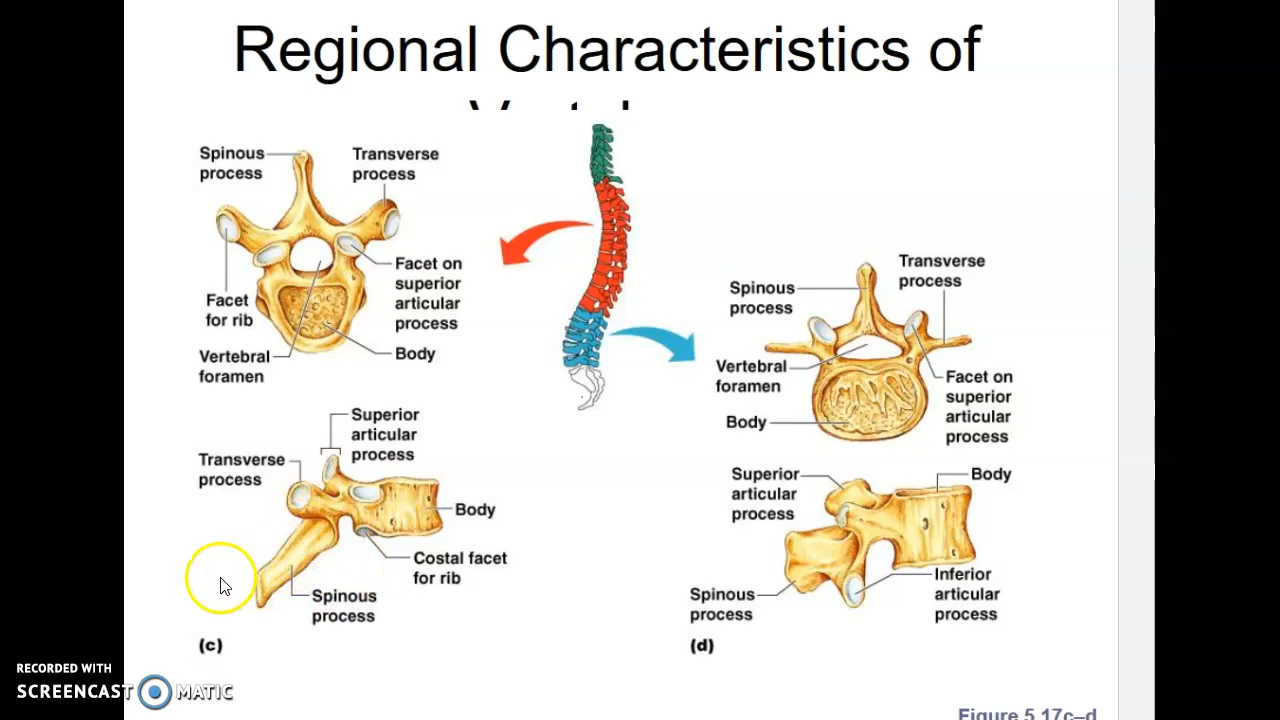 Regional Characteristics of
Spinous
process
Transverse
process
Facet on
superior
articular
process
Facet
for rib
Vertebral
foramen
Body
Superior
articular
process
Transverse
process
Body
Costal facet
for rib
Spinous
process
(c)
Transverse
process
Spinous
process
Vertebral
foramen
Facet on
superior
articular
process
Body
Superior
articular
process
Body
Inferior
articular
process
Spinous
process
(d)
Figure 5.17c–d
RECORDED WITH
SCREENCAST MATIC